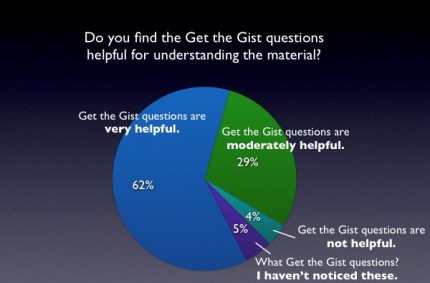 Do you find the Get the Gist questions
helpful for understanding the material?
Get the Gist questions are
very helpful.
Get the Gist questions are
moderately helpful.
29%
62%
4%
5%
Get the Gist questions are
not helpful.
What Get the Gist questions?
I haven't noticed these.